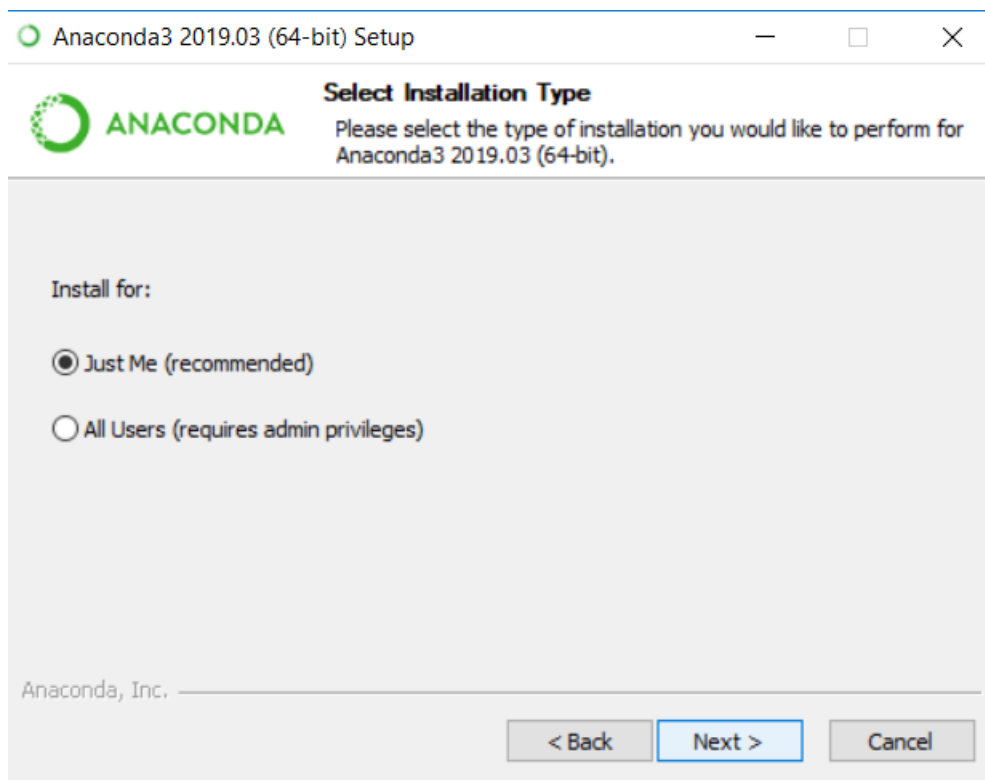 Anaconda3 2019.03 (64-bit) Setup
ANACONDA
Select Installation Type
Please select the type of installation you would like to perform for
Anaconda3 2019.03 (64-bit).
Install for:
Just Me (recommended)
All Users (requires admin privileges)
Anaconda, Inc.
< Back
Next >
Cancel